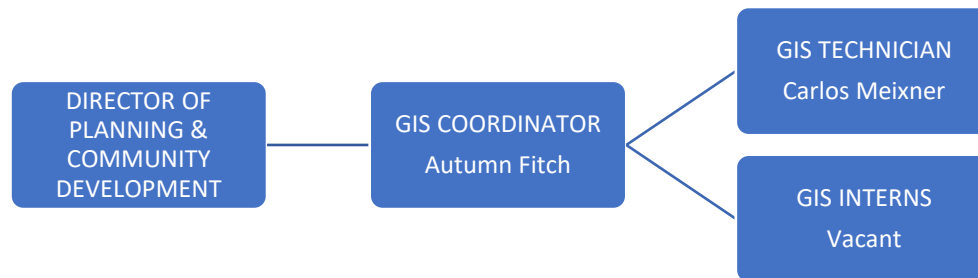 DIRECTOR OF
PLANNING &
COMMUNITY
DEVELOPMENT
GIS COORDINATOR
Autumn Fitch
GIS TECHNICIAN
Carlos Meixner
GIS INTERNS
Vacant